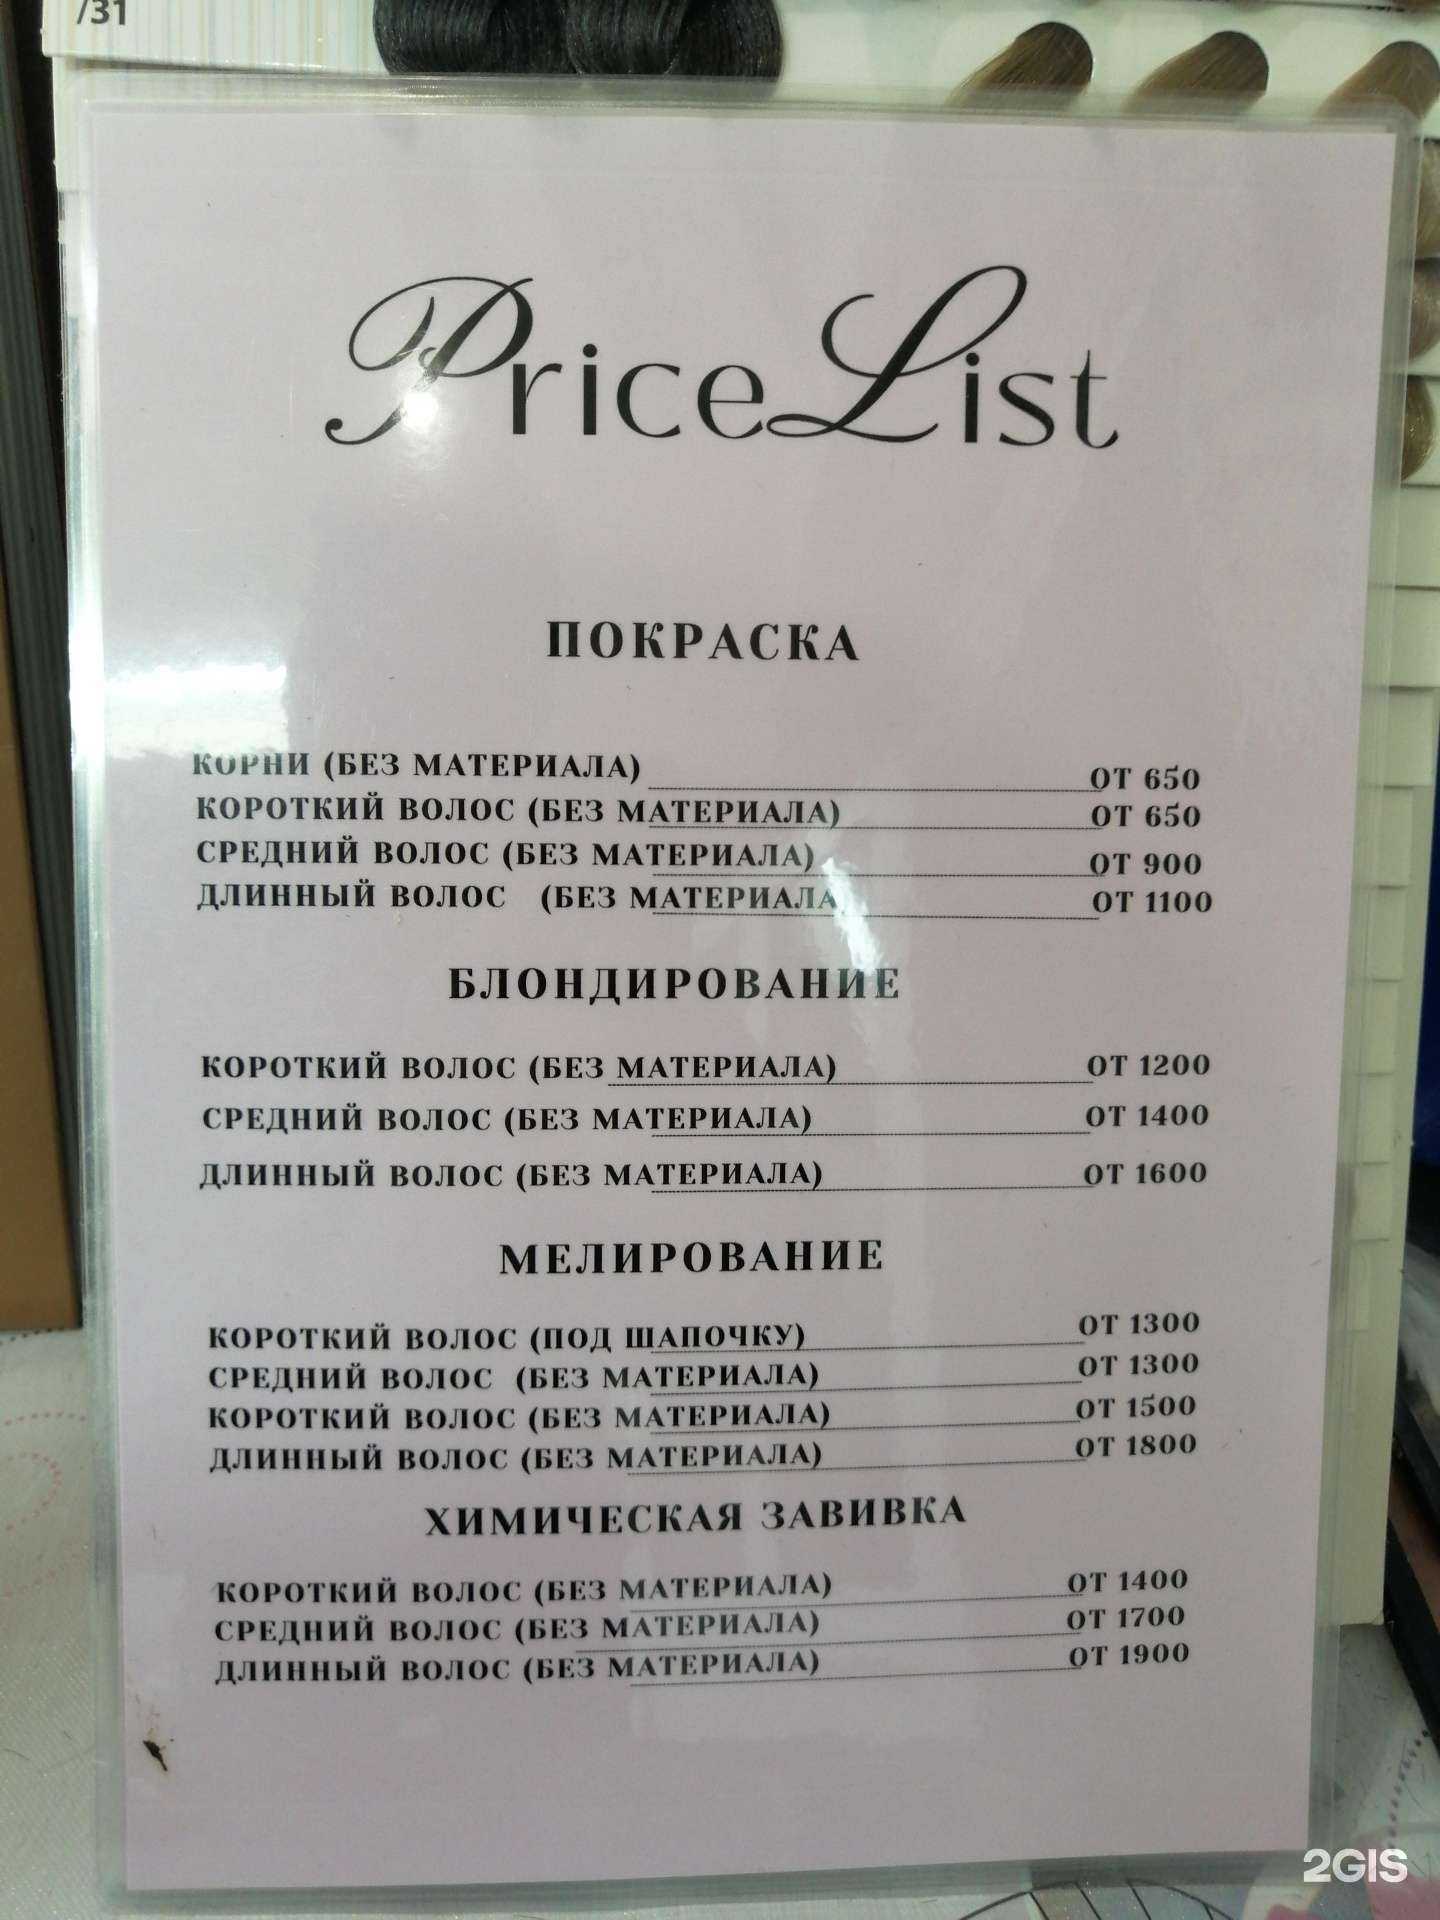 /31
Price List
ПОКРАСКА
КОРНИ (БЕЗ МАТЕРИАЛА) ОТ 650
КОРОТКИЙ ВОЛОС (БЕЗ МАТЕРИАЛА) ОТ 650
СРЕДНИЙ ВОЛОС (БЕЗ МАТЕРИАЛА) ОТ 900
ДЛИННЫЙ ВОЛОС (БЕЗ МАТЕРИАЛА) ОТ 1100
БЛОНДИРОВАНИЕ
КОРОТКИЙ ВОЛОС (БЕЗ МАТЕРИАЛА) ОТ 1200
СРЕДНИЙ ВОЛОС (БЕЗ МАТЕРИАЛА) ОТ 1400
ДЛИННЫЙ ВОЛОС (БЕЗ МАТЕРИАЛА) ОТ 1600
МЕЛИРОВАНИЕ
КОРОТКИЙ ВОЛОС (ПОД ШАПОЧКУ) ОТ 1300
СРЕДНИЙ ВОЛОС (БЕЗ МАТЕРИАЛА) ОТ 1300
КОРОТКИЙ ВОЛОС (БЕЗ МАТЕРИАЛА) ОТ 1500
ДЛИННЫЙ ВОЛОС (БЕЗ МАТЕРИАЛА) ОТ 1800
ХИМИЧЕСКАЯ ЗАВИВКА
КОРОТКИЙ ВОЛОС (БЕЗ МАТЕРИАЛА) ОТ 1400
СРЕДНИЙ ВОЛОС (БЕЗ МАТЕРИАЛА) ОТ 1700
ДЛИННЫЙ ВОЛОС (БЕЗ МАТЕРИАЛА) ОТ 1900
2GIS